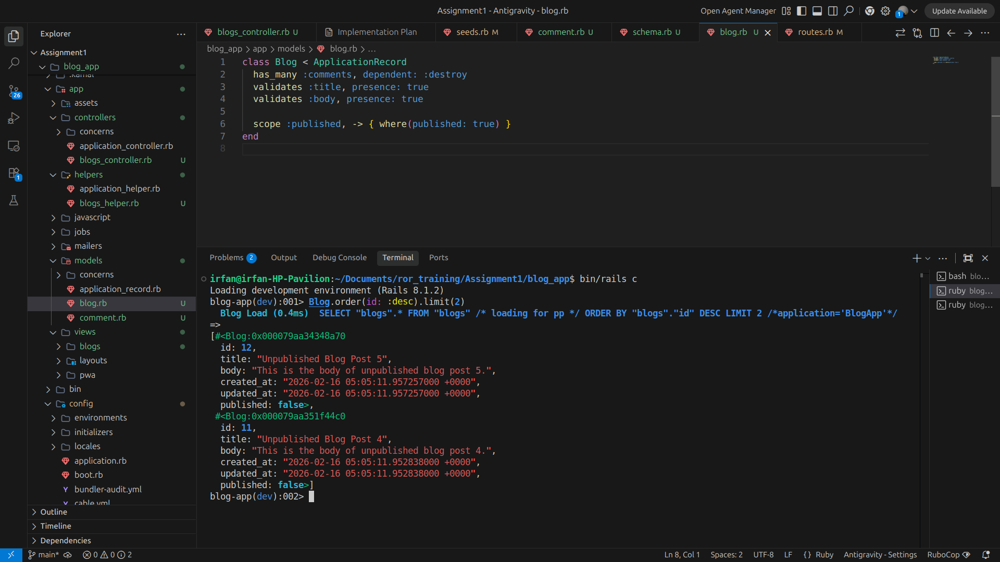 Assignment1 - Antigravity - blog.rb
Open Agent Manager
1
Update Available
Explorer
Assignment1
blog_app
.kamal
app
assets
controllers
concerns
application_controller.rb
blogs_controller.rb U
helpers
application_helper.rb
blogs_helper.rb U
javascript
jobs
mailers
models
concerns
application_record.rb
blog.rb U
comment.rb U
views
blogs
layouts
pwa
bin
config
environments
initializers
locales
application.rb
boot.rb
Y bundler-audit.yml
Y cable.yml
Outline
Timeline
Dependencies
26
1
blogs_controller.rb U
Implementation Plan
seeds.rb M
comment.rb U
schema.rb U
blog.rb U
routes.rb M
blog_app > app > models > blog.rb > ...
1 class Blog < ApplicationRecord
2 has_many :comments, dependent: :destroy
3 validates :title, presence: true
4 validates :body, presence: true
5
6 scope :published, -> { where(published: true) }
7 end
8
Problems 2 Output Debug Console Terminal Ports
irfan@irfan-HP-Pavilion:~/Documents/ror_training/Assignment1/blog_app$ bin/rails c
Loading development environment (Rails 8.1.2)
blog-app(dev):001> Blog.order(id: :desc).limit(2)
Blog Load (0.4ms) SELECT "blogs".* FROM "blogs" /* loading for pp */ ORDER BY "blogs"."id" DESC LIMIT 2 /*application='BlogApp'*/
=>
[#<Blog:0x000079aa34348a70
id: 12,
title: "Unpublished Blog Post 5",
body: "This is the body of unpublished blog post 5.",
created_at: "2026-02-16 05:05:11.957257000 +0000",
updated_at: "2026-02-16 05:05:11.957257000 +0000",
published: false>,
#<Blog:0x000079aa351f44c0
id: 11,
title: "Unpublished Blog Post 4",
body: "This is the body of unpublished blog post 4.",
created_at: "2026-02-16 05:05:11.952838000 +0000",
updated_at: "2026-02-16 05:05:11.952838000 +0000",
published: false>]
blog-app(dev):002>
bash blo...
ruby blog...
ruby blog...
main* 0 0 2
Ln 8, Col 1 Spaces: 2 UTF-8 LF {} Ruby Antigravity - Settings RuboCop